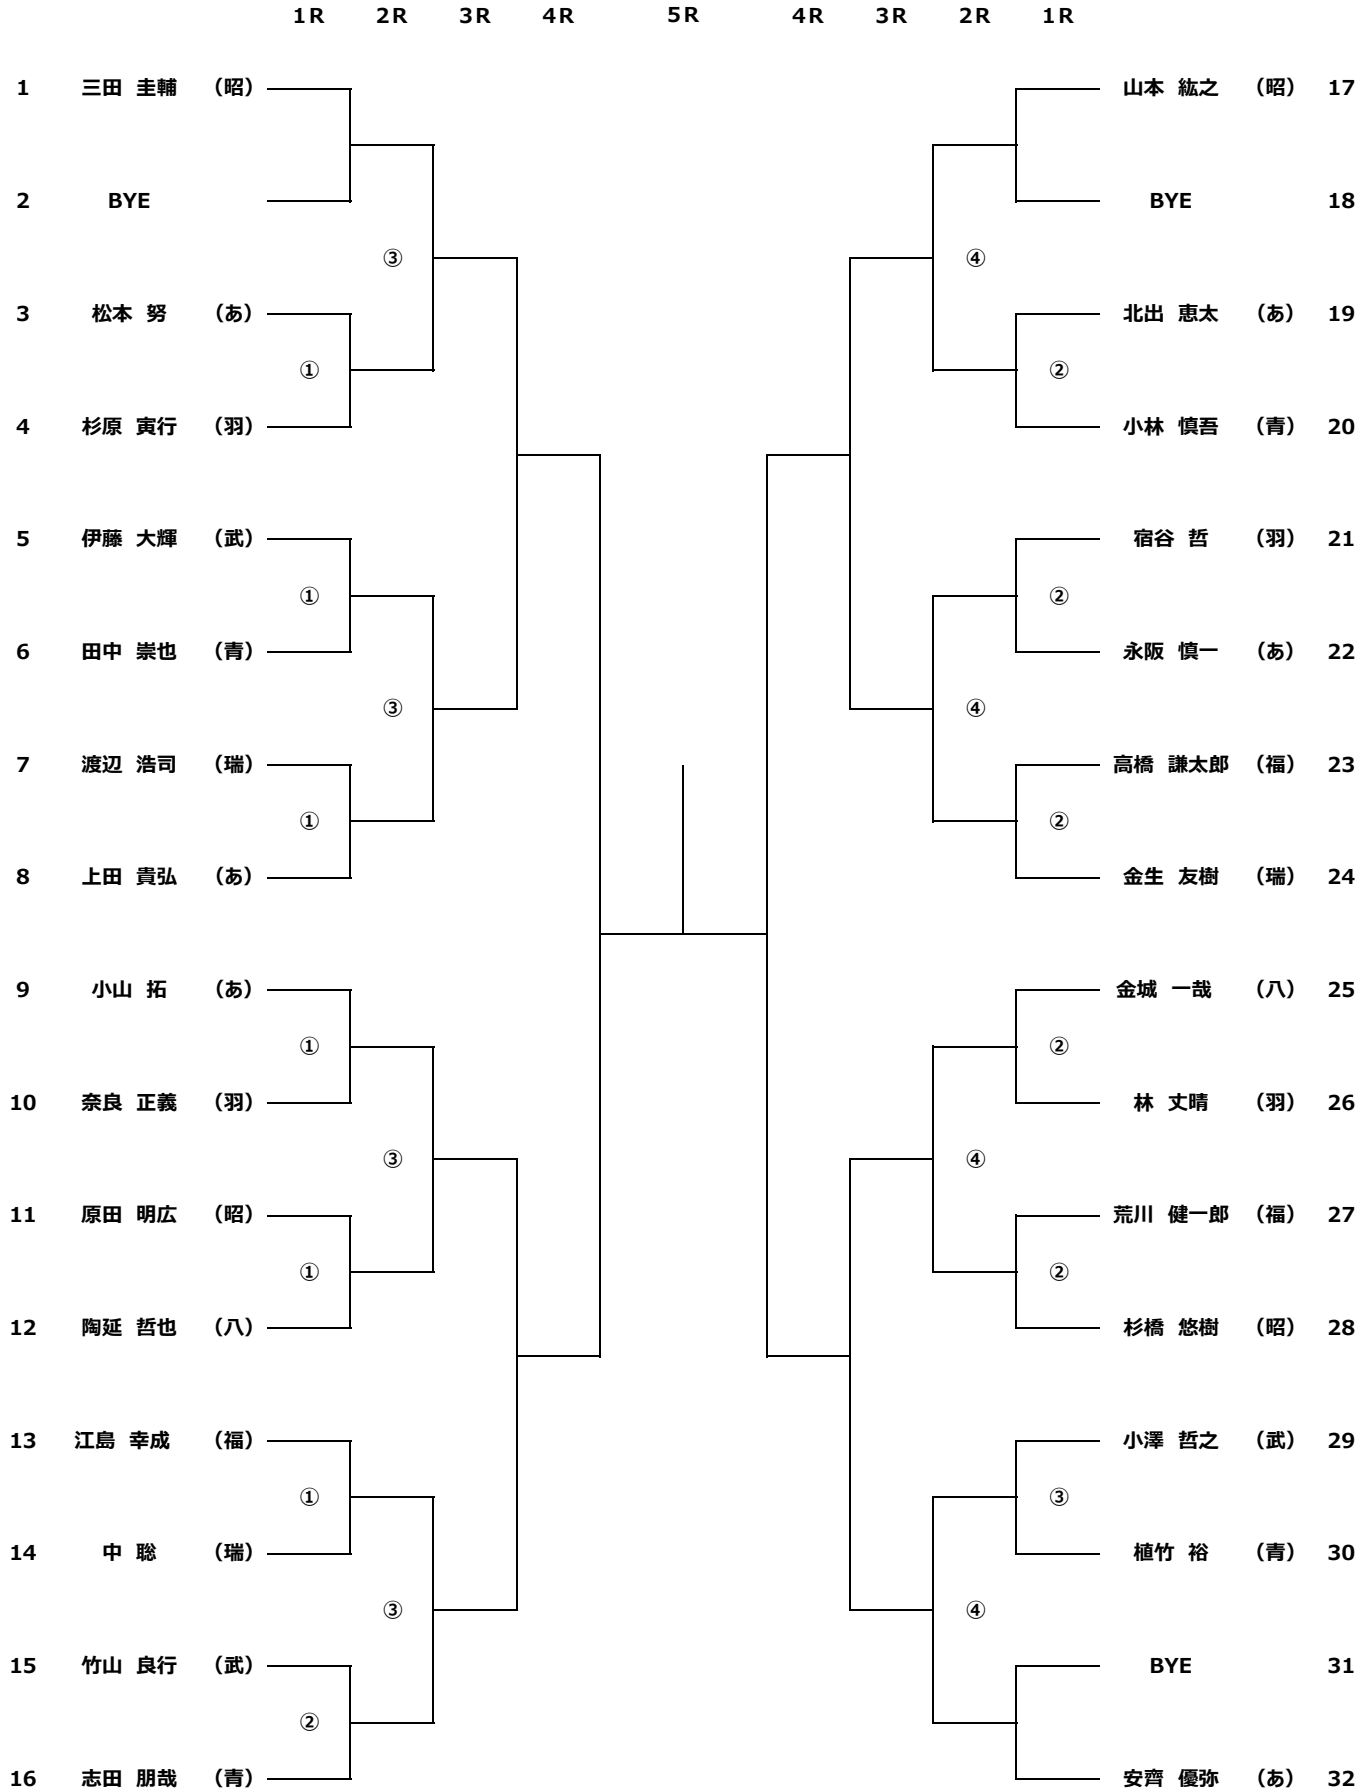 1R 2R 3R 4R 5R 4R 3R 2R 1R
1 三田 圭輔 （昭） 山本 紘之 （昭） 17
2 BYE BYE 18
③ ④
3 松本 努 （あ） 北出 恵太 （あ） 19
① ②
4 杉原 寅行 （羽） 小林 慎吾 （青） 20
5 伊藤 大輝 （武） 宿谷 哲 （羽） 21
① ②
6 田中 崇也 （青） 永阪 慎一 （あ） 22
③ ④
7 渡辺 浩司 （瑞） 高橋 謙太郎 （福） 23
① ②
8 上田 貴弘 （あ） 金生 友樹 （瑞） 24
9 小山 拓 （あ） 金城 一哉 （八） 25
① ②
10 奈良 正義 （羽） 林 丈晴 （羽） 26
③ ④
11 原田 明広 （昭） 荒川 健一郎 （福） 27
① ②
12 陶延 哲也 （八） 杉橋 悠樹 （昭） 28
13 江島 幸成 （福） 小澤 哲之 （武） 29
① ③
14 中 聡 （瑞） 植竹 裕 （青） 30
③ ④
15 竹山 良行 （武） BYE 31
②
16 志田 朋哉 （青） 安齊 優弥 （あ） 32